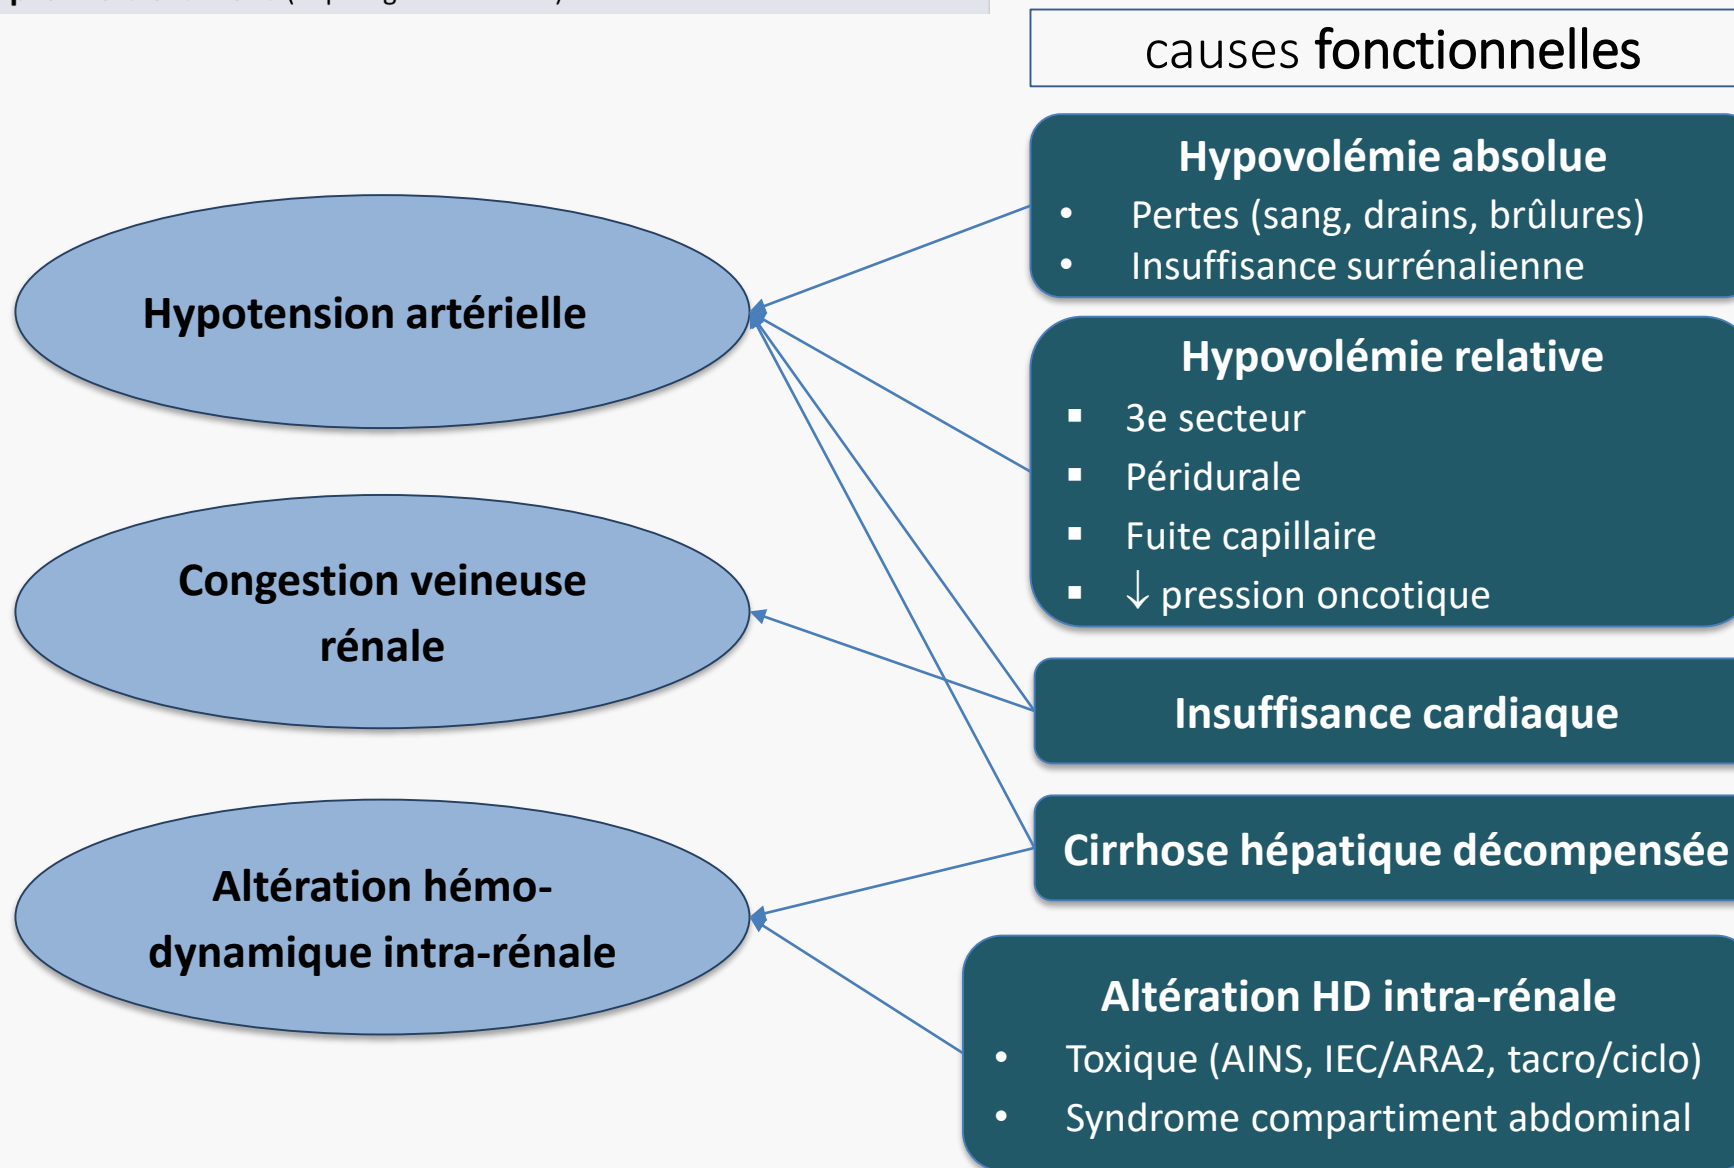 causes fonctionnelles
Hypovolémie absolue
• Pertes (sang, drains, brûlures)
• Insuffisance surrénalienne
Hypotension artérielle
Hypovolémie relative
▪ 3e secteur
▪ Péridurale
▪ Fuite capillaire
▪ ↓ pression oncotique
Congestion veineuse
rénale
Insuffisance cardiaque
Cirrhose hépatique décompensée
Altération hémo-
dynamique intra-rénale
Altération HD intra-rénale
• Toxique (AINS, IEC/ARA2, tacro/ciclo)
• Syndrome compartiment abdominal